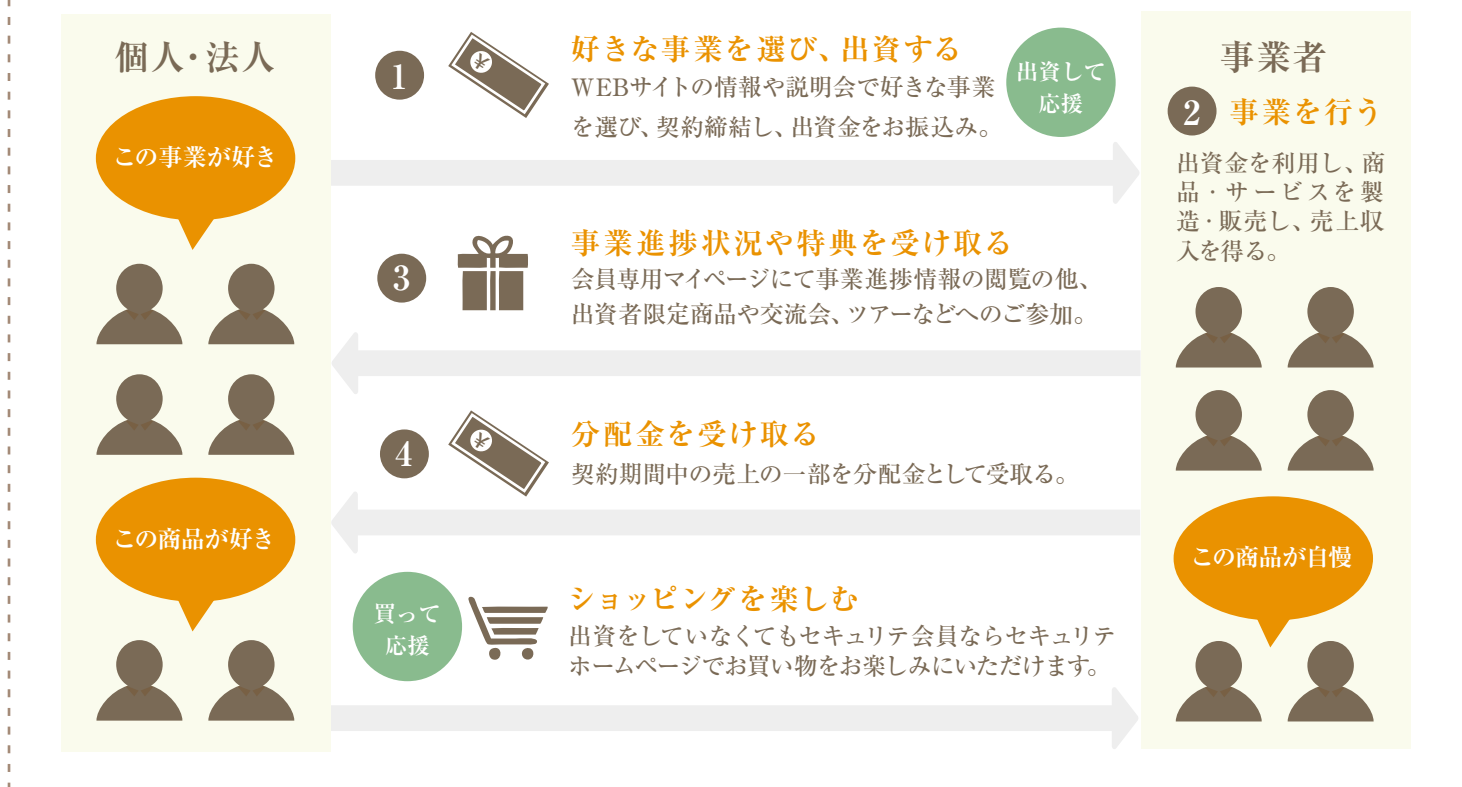 個人・法人
この事業が好き
この商品が好き
1
¥
好きな事業を選び、出資する
WEBサイトの情報や説明会で好きな事業
を選び、契約締結し、出資金をお振込み。
出資して
応援
事業者
2 事業を行う
出資金を利用し、商
品・サービスを製
造・販売し、売上収
入を得る。
3
事業進捗状況や特典を受け取る
会員専用マイページにて事業進捗情報の閲覧の他、
出資者限定商品や交流会、ツアーなどへのご参加。
4
¥
分配金を受け取る
契約期間中の売上の一部を分配金として受取る。
この商品が自慢
買って
応援
ショッピングを楽しむ
出資をしていなくてもセキュリテ会員ならセキュリテ
ホームページでお買い物をお楽しみにいただけます。